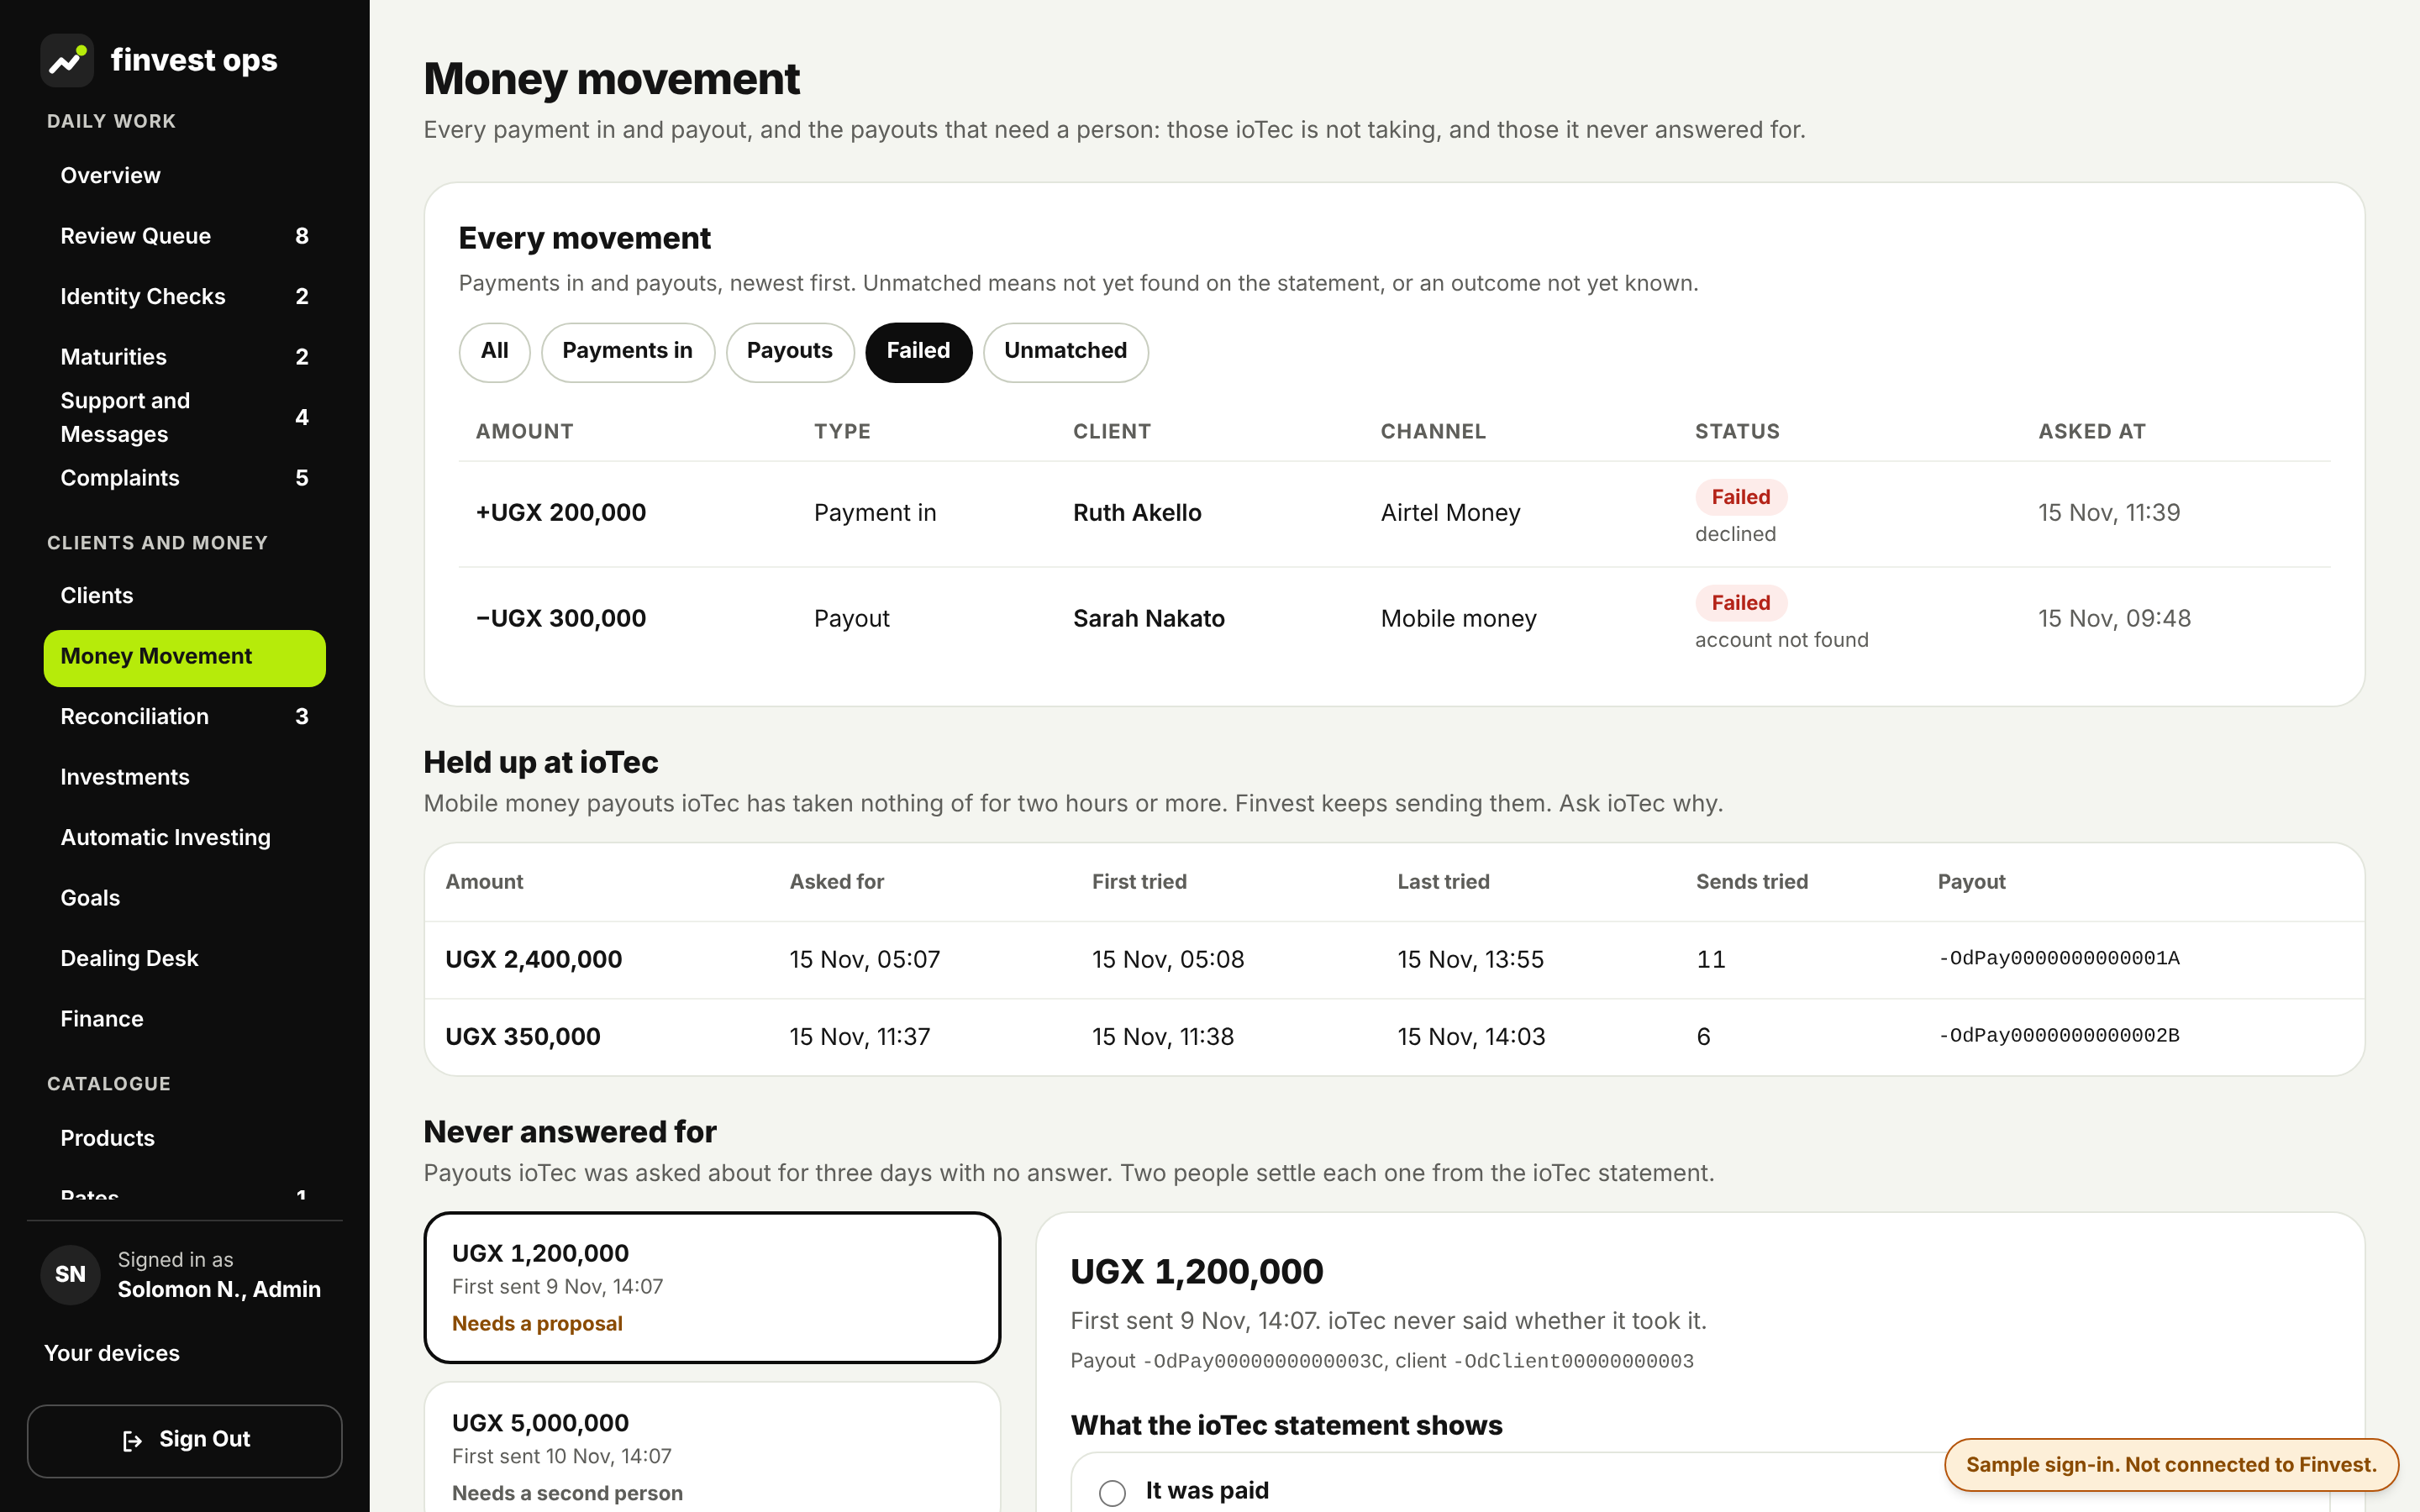 finvest ops
DAILY WORK
Overview
Review Queue 8
Identity Checks 2
Maturities 2
Support and
Messages 4
Complaints 5
CLIENTS AND MONEY
Clients
Money Movement
Reconciliation 3
Investments
Automatic Investing
Goals
Dealing Desk
Finance
CATALOGUE
Products
Rates 1
SN
Signed in as
Solomon N., Admin
Your devices
Sign Out
Money movement
Every payment in and payout, and the payouts that need a person: those ioTec is not taking, and those it never answered for.
Every movement
Payments in and payouts, newest first. Unmatched means not yet found on the statement, or an outcome not yet known.
All Payments in Payouts Failed Unmatched
AMOUNT TYPE CLIENT CHANNEL STATUS ASKED AT
+UGX 200,000 Payment in Ruth Akello Airtel Money Failed 15 Nov, 11:39
declined
−UGX 300,000 Payout Sarah Nakato Mobile money Failed 15 Nov, 09:48
account not found
Held up at ioTec
Mobile money payouts ioTec has taken nothing of for two hours or more. Finvest keeps sending them. Ask ioTec why.
Amount Asked for First tried Last tried Sends tried Payout
UGX 2,400,000 15 Nov, 05:07 15 Nov, 05:08 15 Nov, 13:55 11 -OdPay0000000000001A
UGX 350,000 15 Nov, 11:37 15 Nov, 11:38 15 Nov, 14:03 6 -OdPay0000000000002B
Never answered for
Payouts ioTec was asked about for three days with no answer. Two people settle each one from the ioTec statement.
UGX 1,200,000
First sent 9 Nov, 14:07
Needs a proposal
UGX 5,000,000
First sent 10 Nov, 14:07
Needs a second person
UGX 1,200,000
First sent 9 Nov, 14:07. ioTec never said whether it took it.
Payout -OdPay0000000000003C, client -OdClient00000000003
What the ioTec statement shows
It was paid
Sample sign-in. Not connected to Finvest.